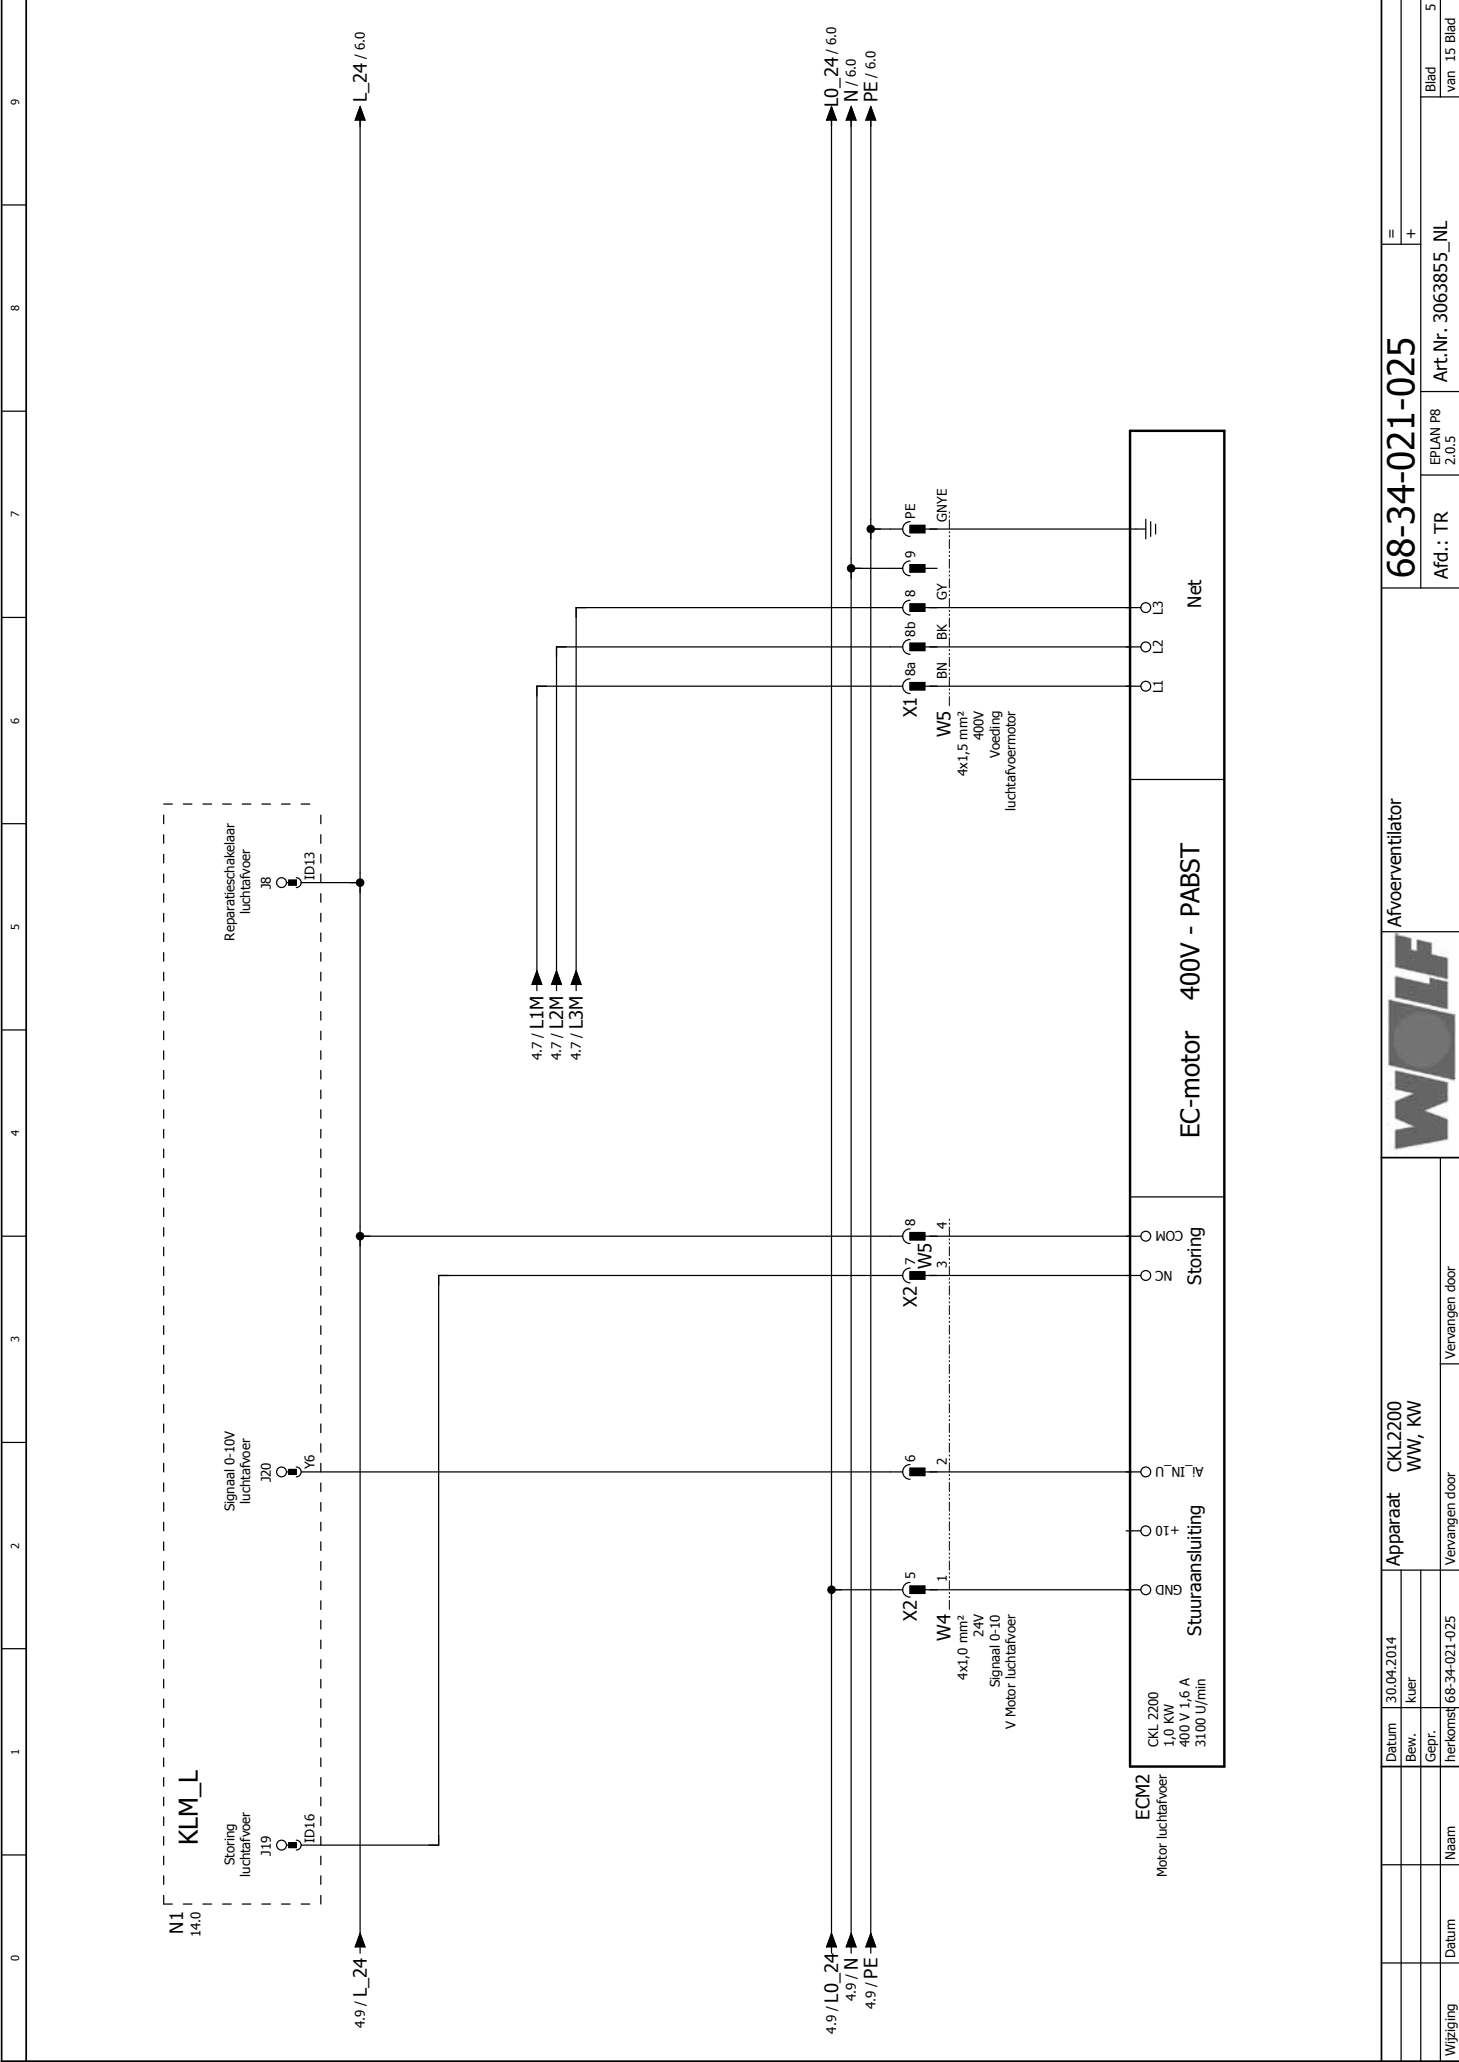 0 1 2 3 4 5 6 7 8 9
N1
14.0
KLM_L
Storing
luchtafvoer
J19
ID16
Signaal 0-10V
luchtafvoer
J20
Y6
Reparatieschakelaar
luchtafvoer
J8
ID13
4.9 / L_24
L_24 / 6.0
4.7 / L1M
4.7 / L2M
4.7 / L3M
4.9 / L0_24
4.9 / N
4.9 / PE
L0_24 / 6.0
N / 6.0
PE / 6.0
X2 5
6
X2 7
8
W5
X1 8a
8b
8
9
PE
W4
4x1,0 mm²
24V
Signaal 0-10
V Motor luchtafvoer
1
2
3
4
W5
4x1,5 mm²
400V
Voeding
luchtafvoermotor
BN
BK
GY
GNYE
ECM2
Motor luchtafvoer
CKL 2200
1,0 KW
400 V 1,6 A
3100 U/min
GND
+10
Ai_IN_U
Stuuraansluiting
NC
COM
Storing
EC-motor 400V - PABST
L1
L2
L3
Net
Wijziging
Datum
Naam
Datum 30.04.2014
Bew. kuer
Gepr.
herkomst 68-34-021-025
Apparaat CKL2200
WW, KW
Vervangen door
Vervangen door
WOLF
Afvoerventilator
68-34-021-025
=
+
Afd.: TR
EPLAN P8
2.0.5
Art.Nr. 3063855_NL
Blad 5
van 15 Blad